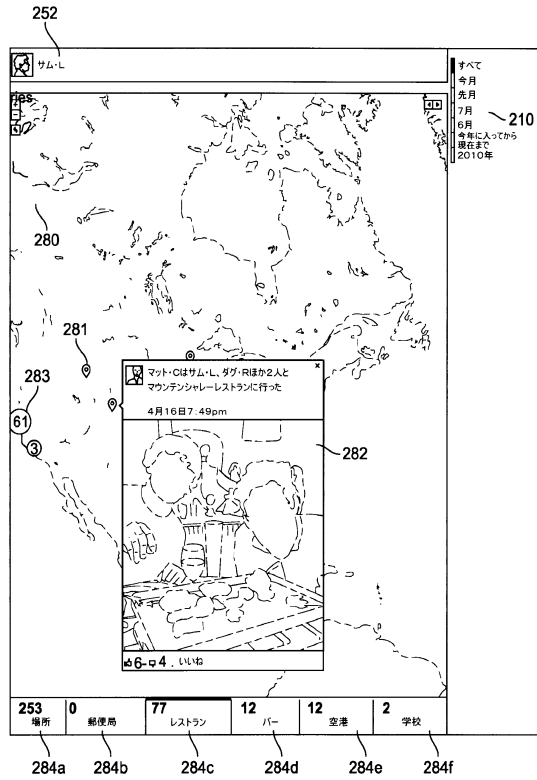 252
サム・L
すべて
今月
先月
7月
6月
今年に入ってから
現在まで
2010年
210
ries
280
281
283
61
3
マット・Cはサム・L、ダグ・Rほか2人と
マウンテンシャレーレストランに行った
×
4月16日7:49pm
282
6
4 . いいね
253
場所
0
郵便局
77
レストラン
12
バー
12
空港
2
学校
284a
284b
284c
284d
284e
284f